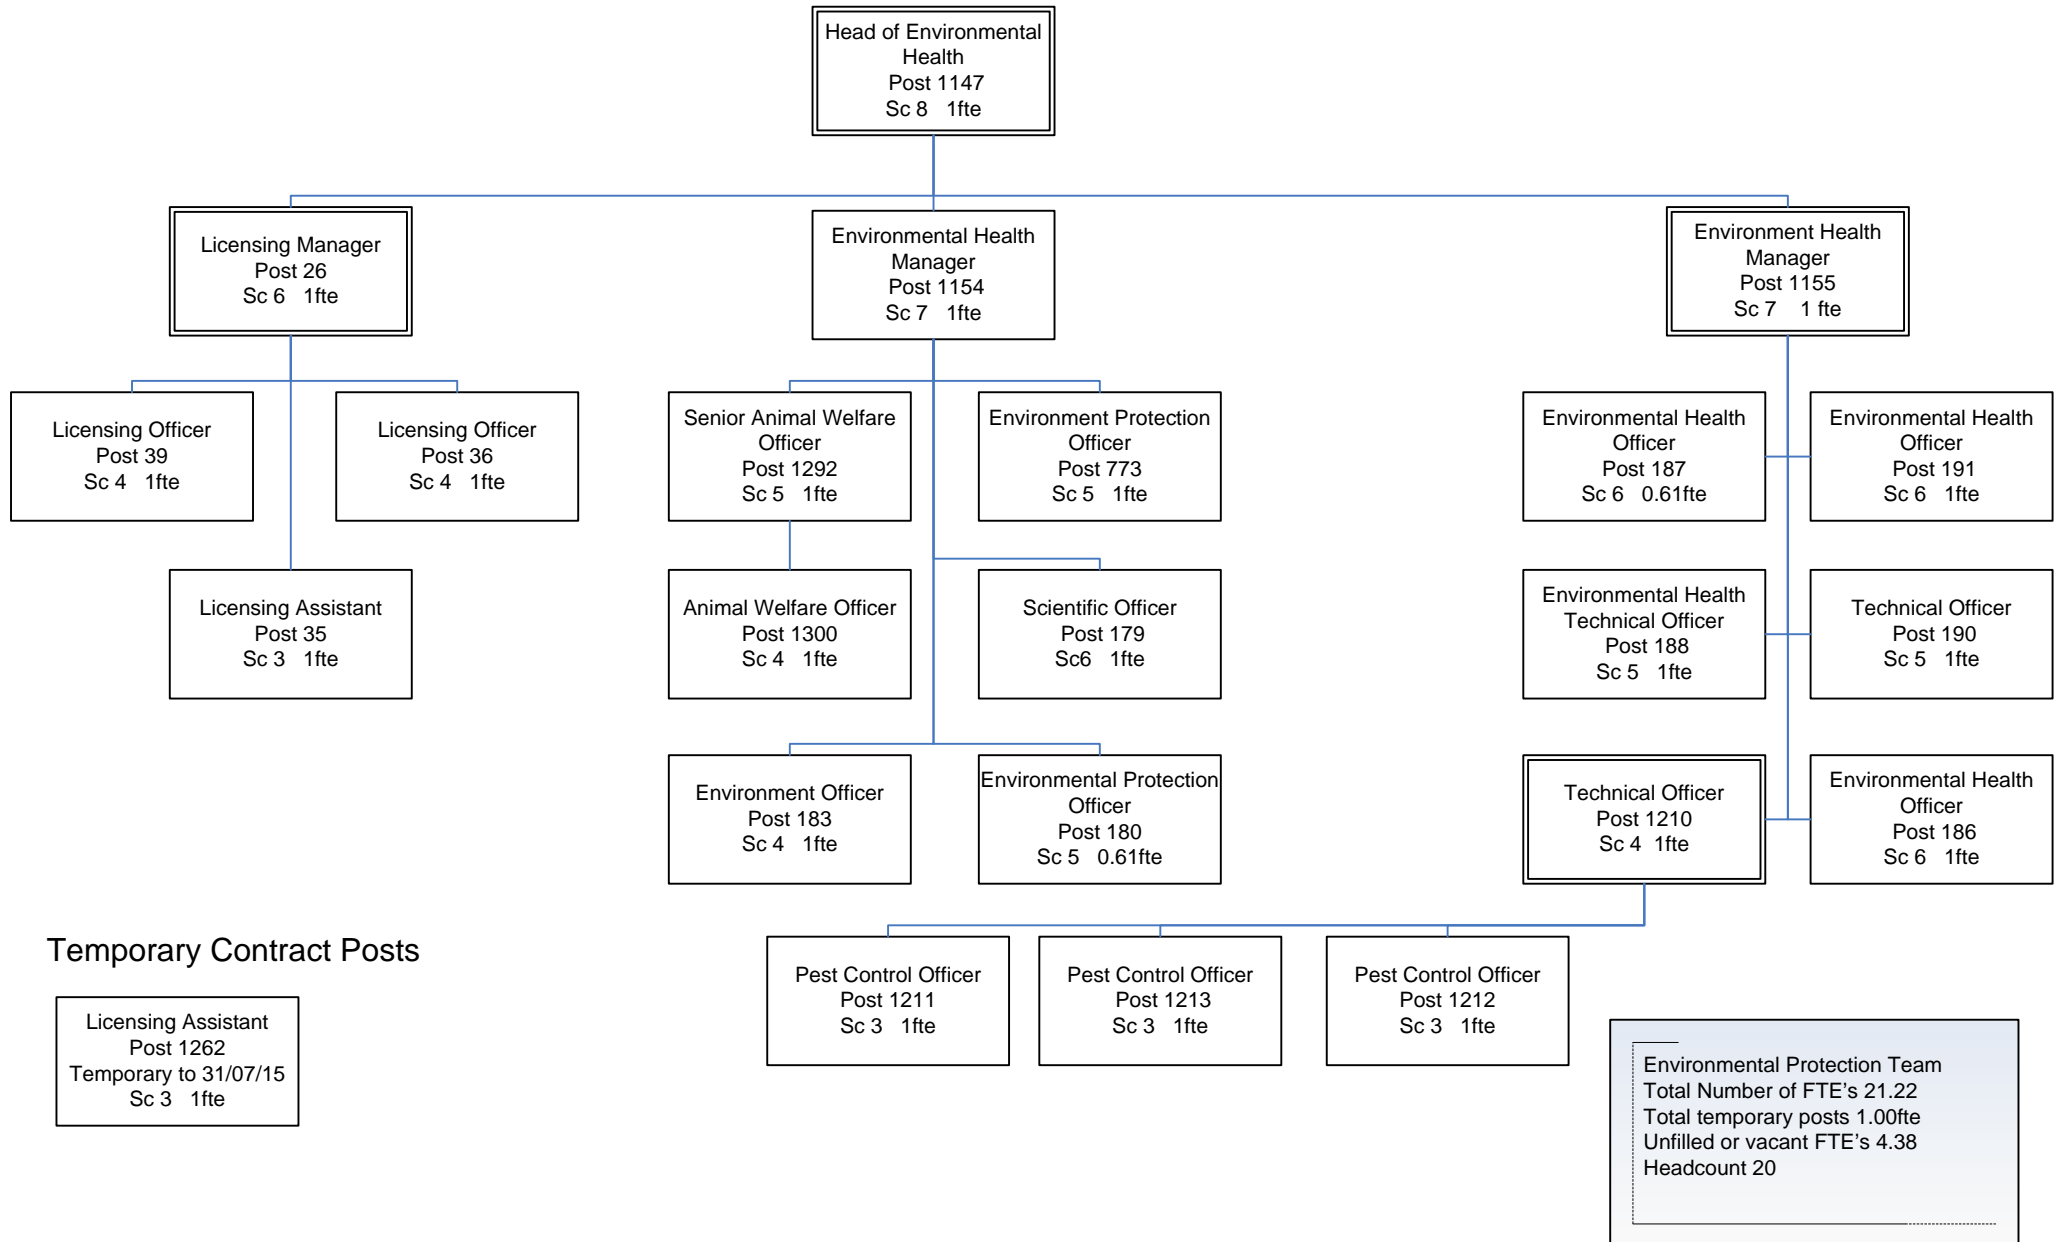 Head of Environmental
Health
Post 1147
Sc 8   1fte
Licensing Manager
Post 26
Sc 6   1fte
Environmental Health
Manager
Post 1154
Sc 7   1fte
Environment Health
Manager
Post 1155
Sc 7    1 fte
Licensing Officer
Post 39
Sc 4   1fte
Licensing Officer
Post 36
Sc 4   1fte
Senior Animal Welfare
Officer
Post 1292
Sc 5   1fte
Environment Protection
Officer
Post 773
Sc 5   1fte
Environmental Health
Officer
Post 187
Sc 6   0.61fte
Environmental Health
Officer
Post 191
Sc 6   1fte
Licensing Assistant
Post 35
Sc 3   1fte
Animal Welfare Officer
Post 1300
Sc 4   1fte
Scientific Officer
Post 179
Sc6   1fte
Environmental Health
Technical Officer
Post 188
Sc 5   1fte
Technical Officer
Post 190
Sc 5   1fte
Environment Officer
Post 183
Sc 4   1fte
Environmental Protection
Officer
Post 180
Sc 5   0.61fte
Technical Officer
Post 1210
Sc 4   1fte
Environmental Health
Officer
Post 186
Sc 6   1fte
Temporary Contract Posts
Licensing Assistant
Post 1262
Temporary to 31/07/15
Sc 3   1fte
Pest Control Officer
Post 1211
Sc 3   1fte
Pest Control Officer
Post 1213
Sc 3   1fte
Pest Control Officer
Post 1212
Sc 3   1fte
Environmental Protection Team
Total Number of FTE’s 21.22
Total temporary posts 1.00fte
Unfilled or vacant FTE’s 4.38
Headcount 20